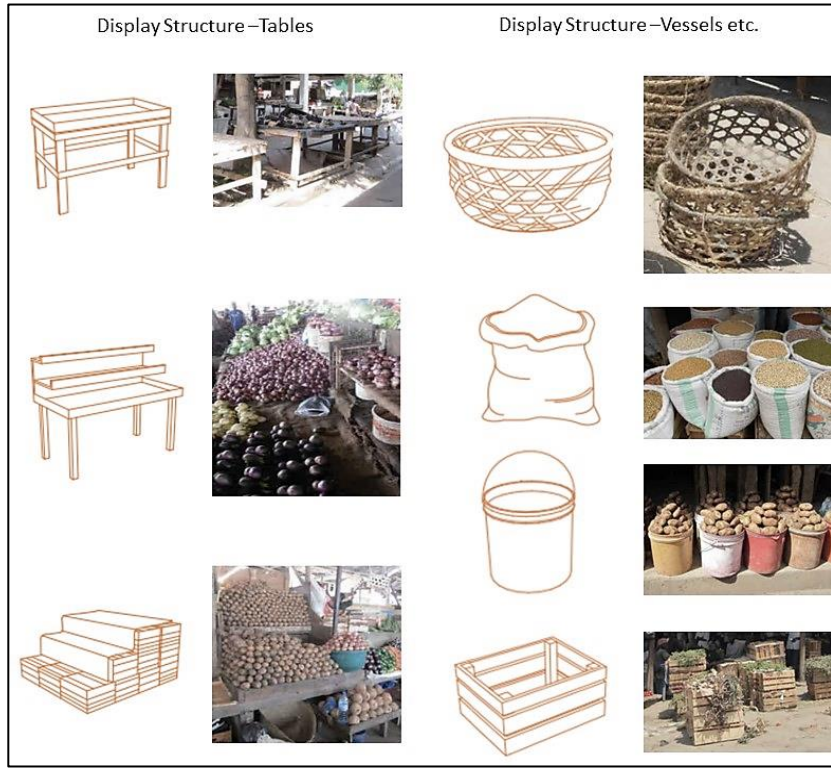 Display Structure –Tables
Display Structure –Vessels etc.